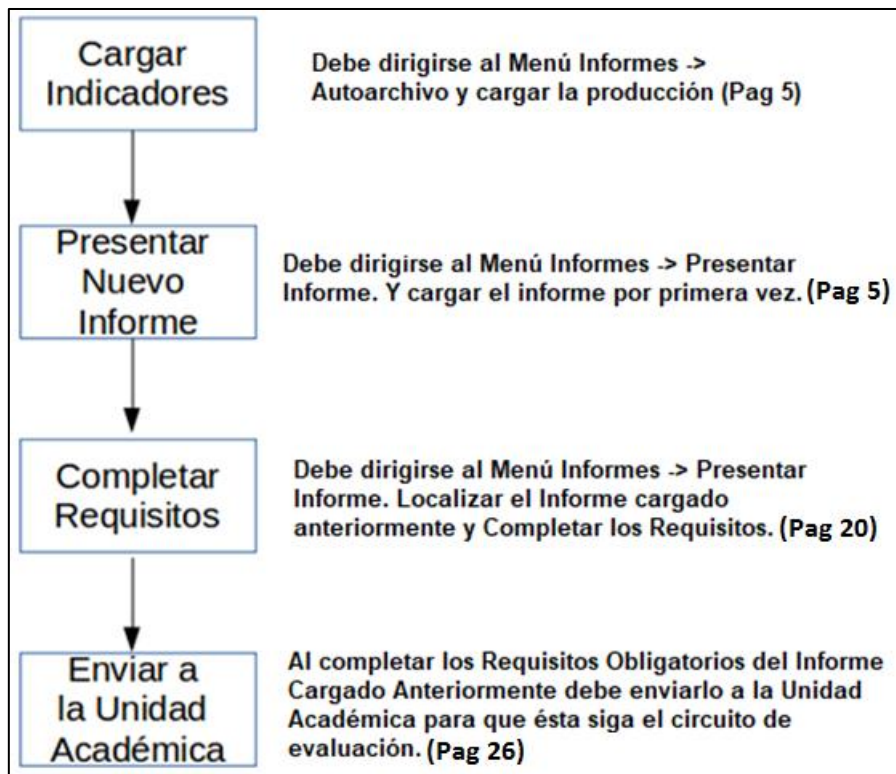 Cargar
Indicadores
Debe dirigirse al Menú Informes ->
Autoarchivo y cargar la producción (Pag 5)
Presentar
Nuevo
Informe
Debe dirigirse al Menú Informes -> Presentar
Informe. Y cargar el informe por primera vez. (Pag 5)
Completar
Requisitos
Debe dirigirse al Menú Informes -> Presentar
Informe. Localizar el Informe cargado
anteriormente y Completar los Requisitos. (Pag 20)
Enviar a
la Unidad
Académica
Al completar los Requisitos Obligatorios del Informe
Cargado Anteriormente debe enviarlo a la Unidad
Académica para que ésta siga el circuito de
evaluación. (Pag 26)